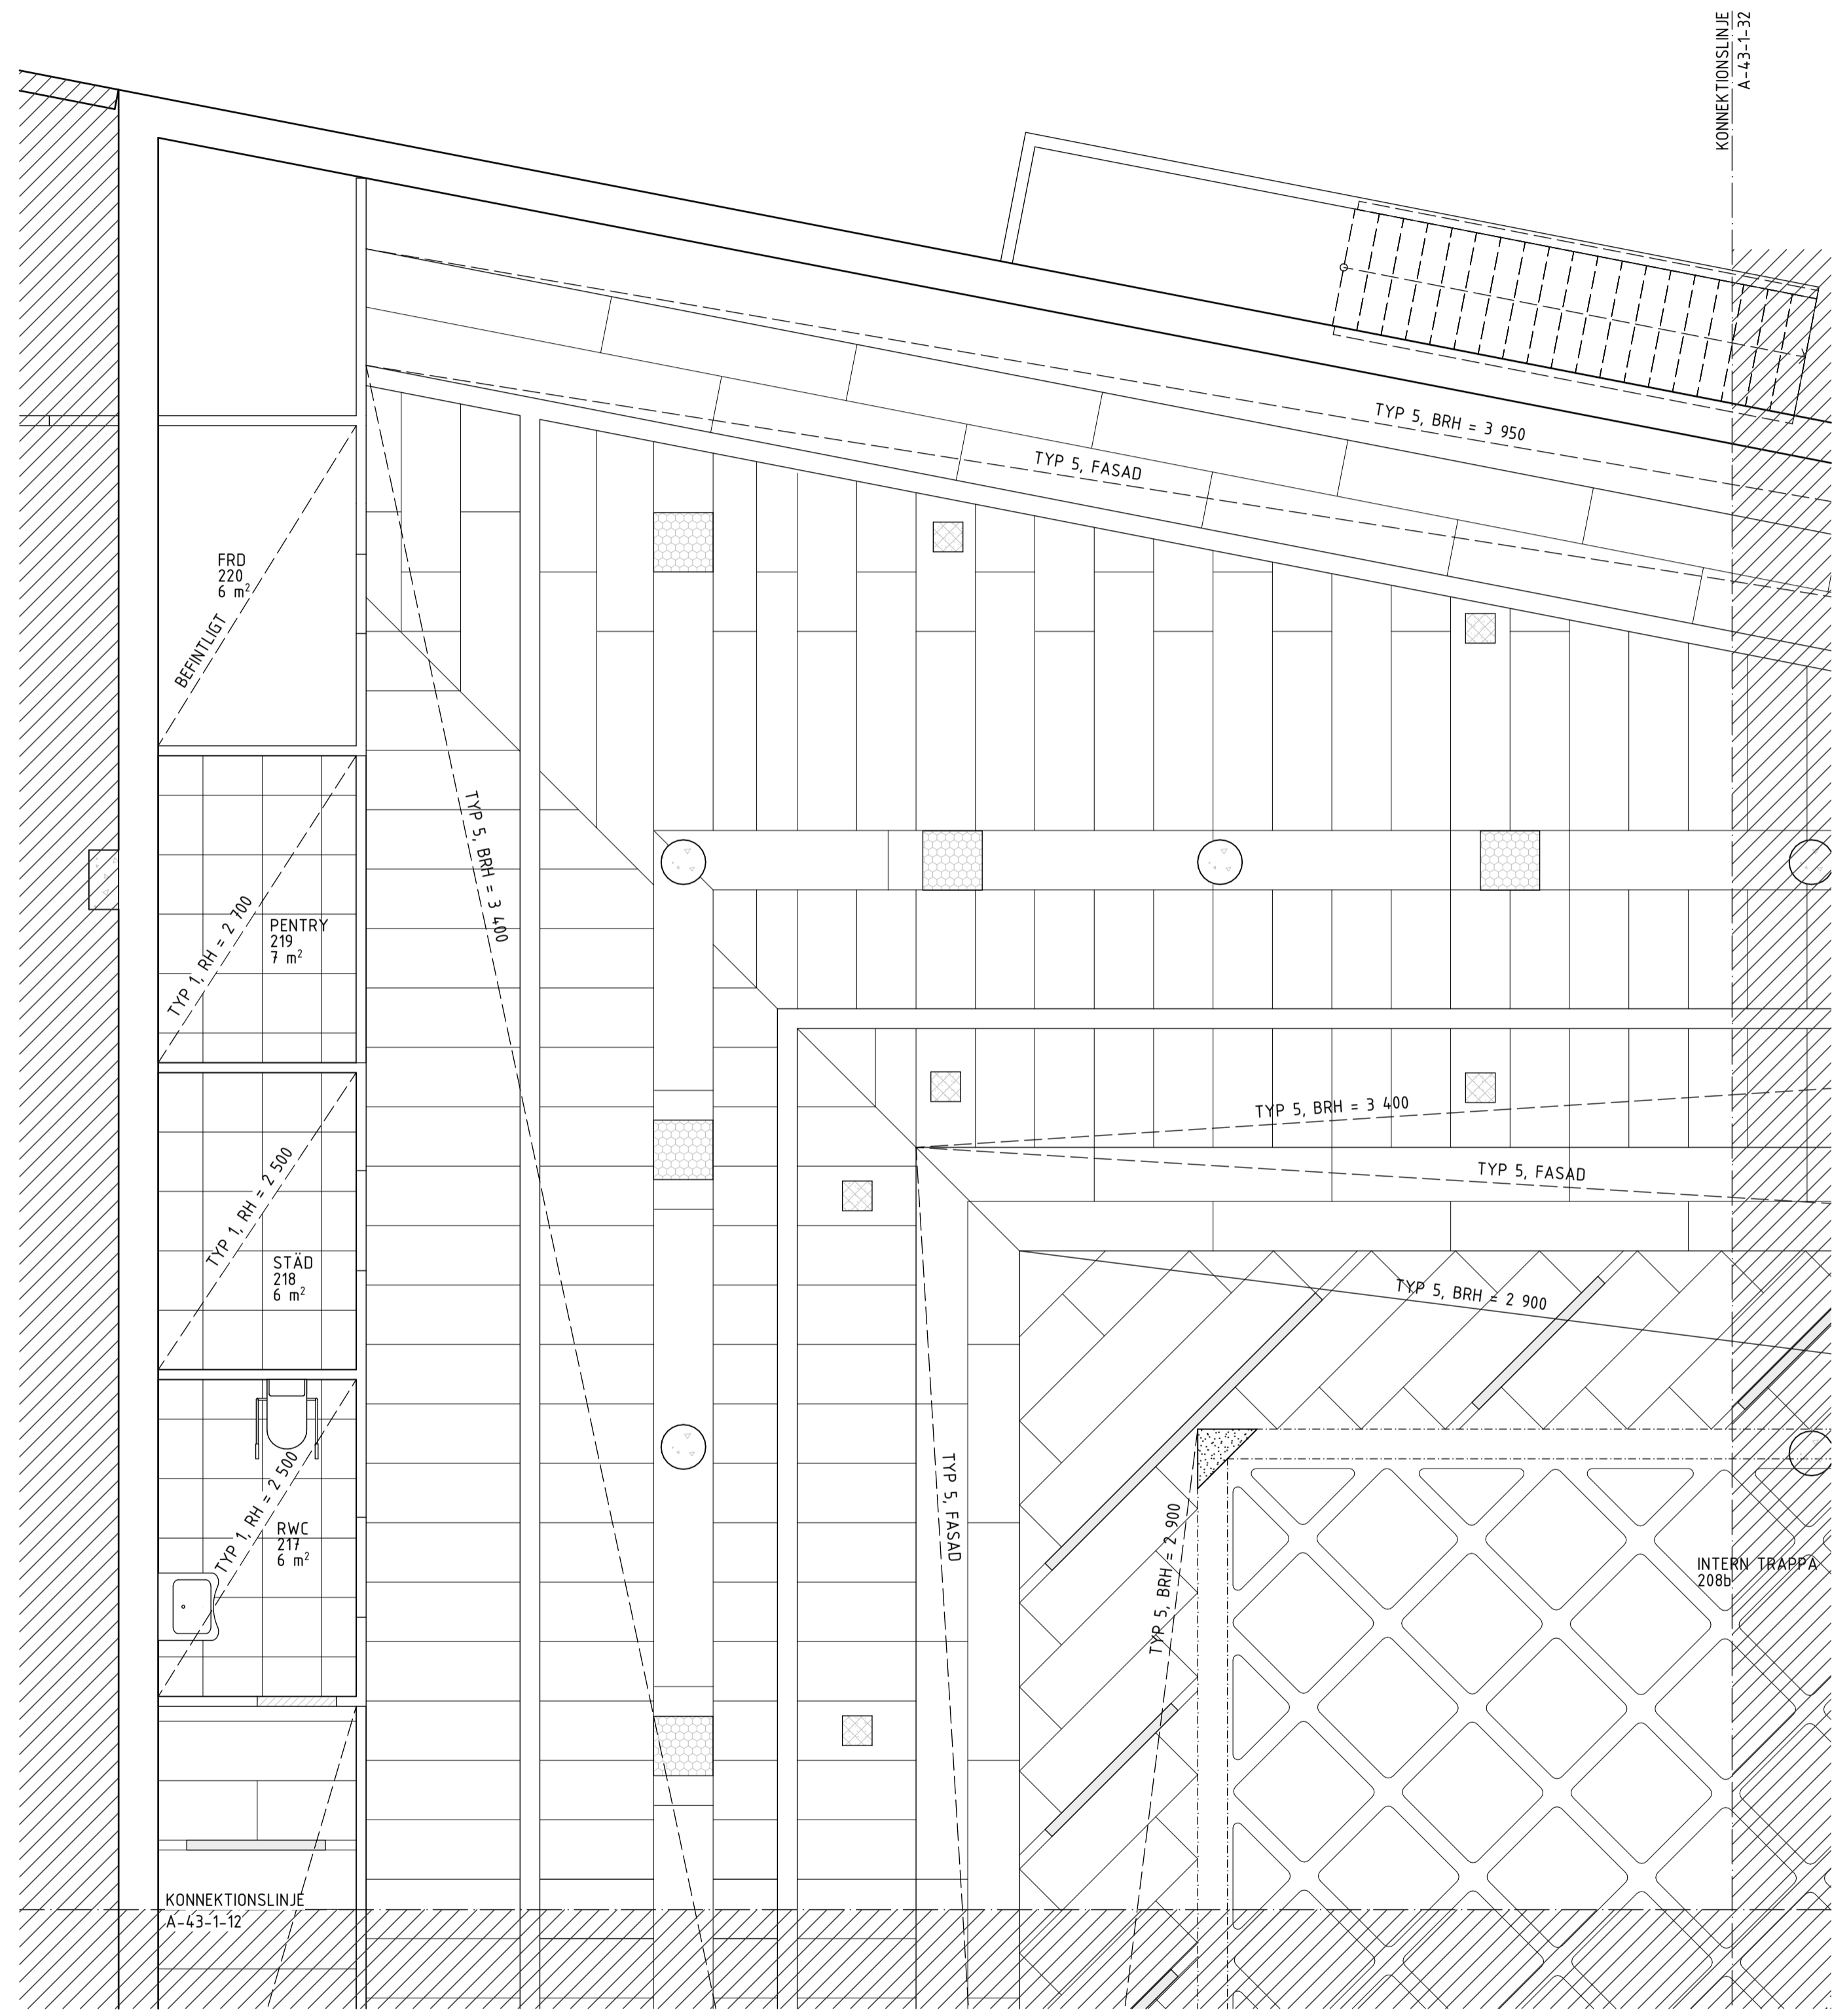 KONNEKTIONSLINJE
A-43-1-32
TYP 5, BRH = 3 950
TYP 5, FASAD
FRD
220
6 m²
BEFINTLIGT
TYP 5, BRH = 3 400
PENTRY
219
7 m²
TYP 1, RH = 2 700
TYP 5, BRH = 3 400
TYP 5, FASAD
STÄD
218
6 m²
TYP 1, RH = 2 500
TYP 5, BRH = 2 900
RWC
217
6 m²
TYP 1, RH = 2 500
TYP 5, FASAD
TYP 5, BRH = 2 900
INTERN TRAPPA
208b
KONNEKTIONSLINJE
A-43-1-12